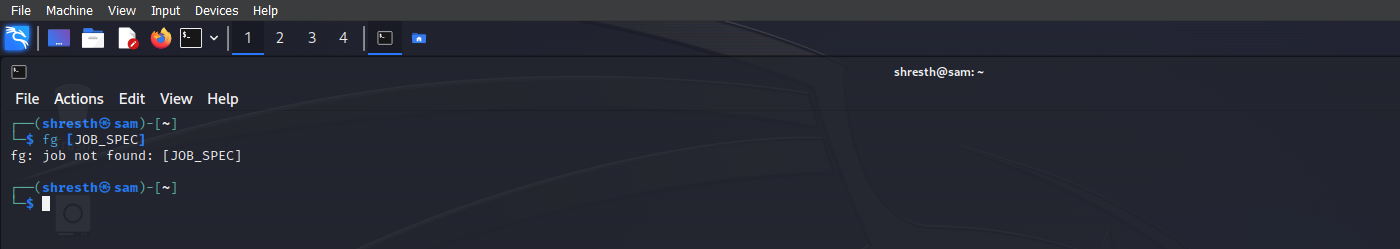 File Machine View Input Devices Help
1 2 3 4
shresth@sam: ~
File Actions Edit View Help
┌──(shresth㉿sam)-[~]
└─$ fg [JOB_SPEC]
fg: job not found: [JOB_SPEC]
┌──(shresth㉿sam)-[~]
└─$